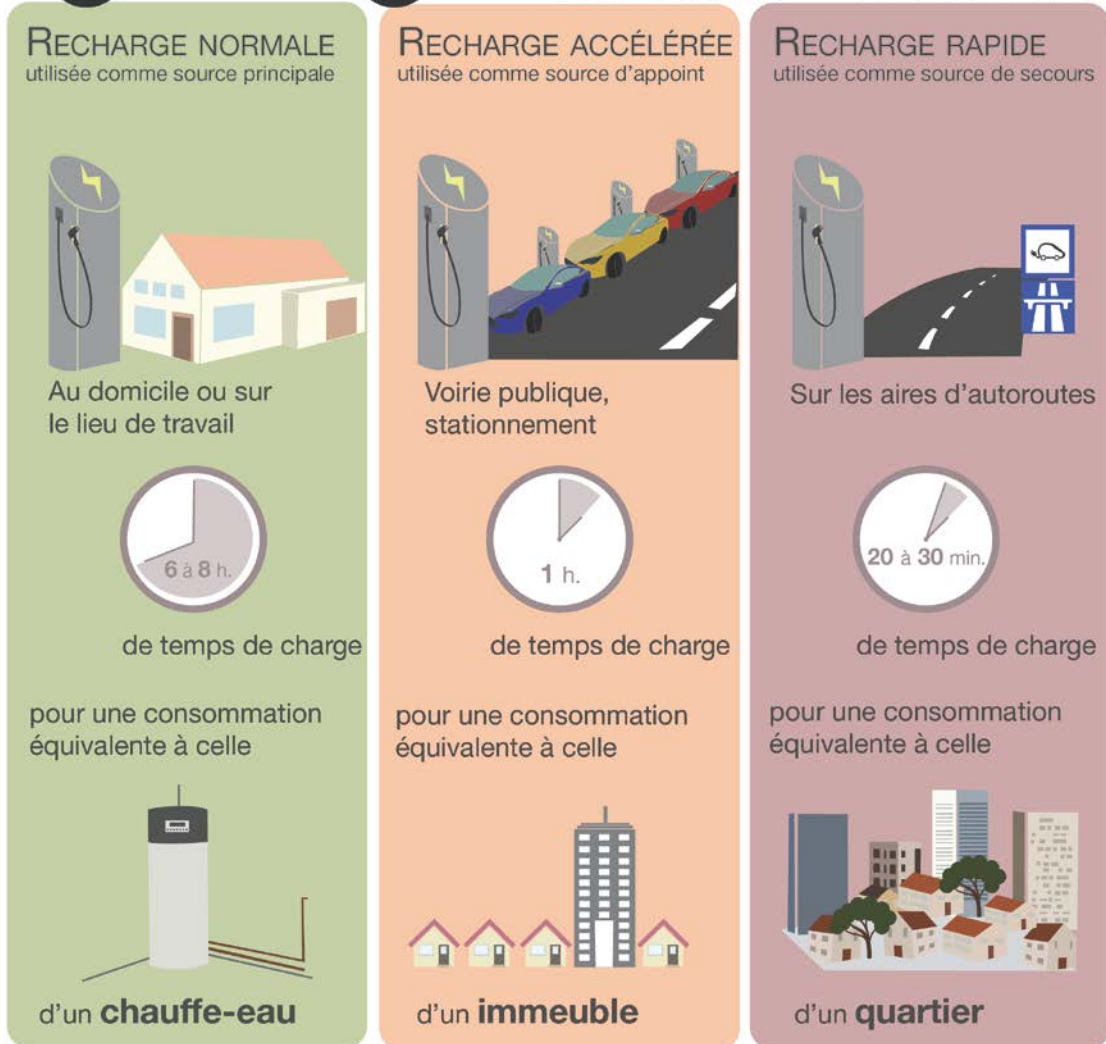 RECHARGE NORMALE
utilisée comme source principale
Au domicile ou sur
le lieu de travail
6 à 8 h.
de temps de charge
pour une consommation
équivalente à celle
d'un chauffe-eau
RECHARGE ACCÉLÉRÉE
utilisée comme source d'appoint
Voirie publique,
stationnement
1 h.
de temps de charge
pour une consommation
équivalente à celle
d'un immeuble
RECHARGE RAPIDE
utilisée comme source de secours
Sur les aires d'autoroutes
20 à 30 min.
de temps de charge
pour une consommation
équivalente à celle
d'un quartier